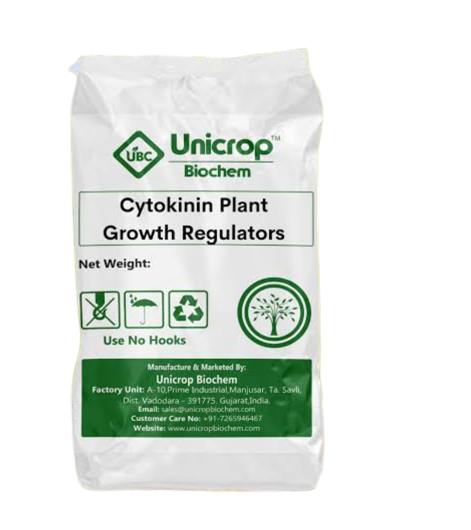 UBC
Unicrop™
Biochem
Cytokinin Plant
Growth Regulators
Net Weight:
Use No Hooks
Manufacture & Marketed By:
Unicrop Biochem
Factory Unit: A-10,Prime Industrial,Manjusar, Ta. Savli,
Dist. Vadodara - 391775. Gujarat,India.
Email: sales@unicropbiochem.com
Customer Care No: +91-7265946467
Website: www.unicropbiochem.com